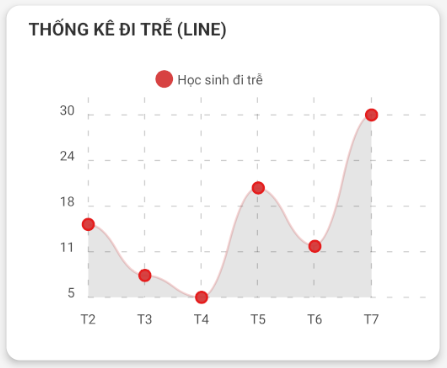 THỐNG KÊ ĐI TRỄ (LINE)
Học sinh đi trễ
30
24
18
11
5
T2 T3 T4 T5 T6 T7